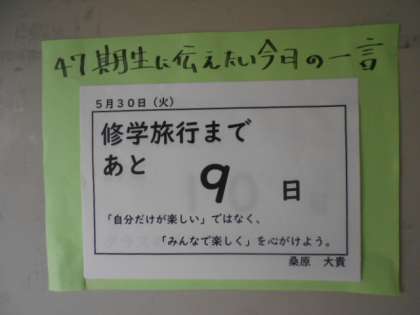 47期生に伝えたい今日の一言
5月30日（火）
修学旅行まで
あと 9 日
「自分だけが楽しい」ではなく、
「みんなで楽しく」を心がけよう。
桑原 大貴